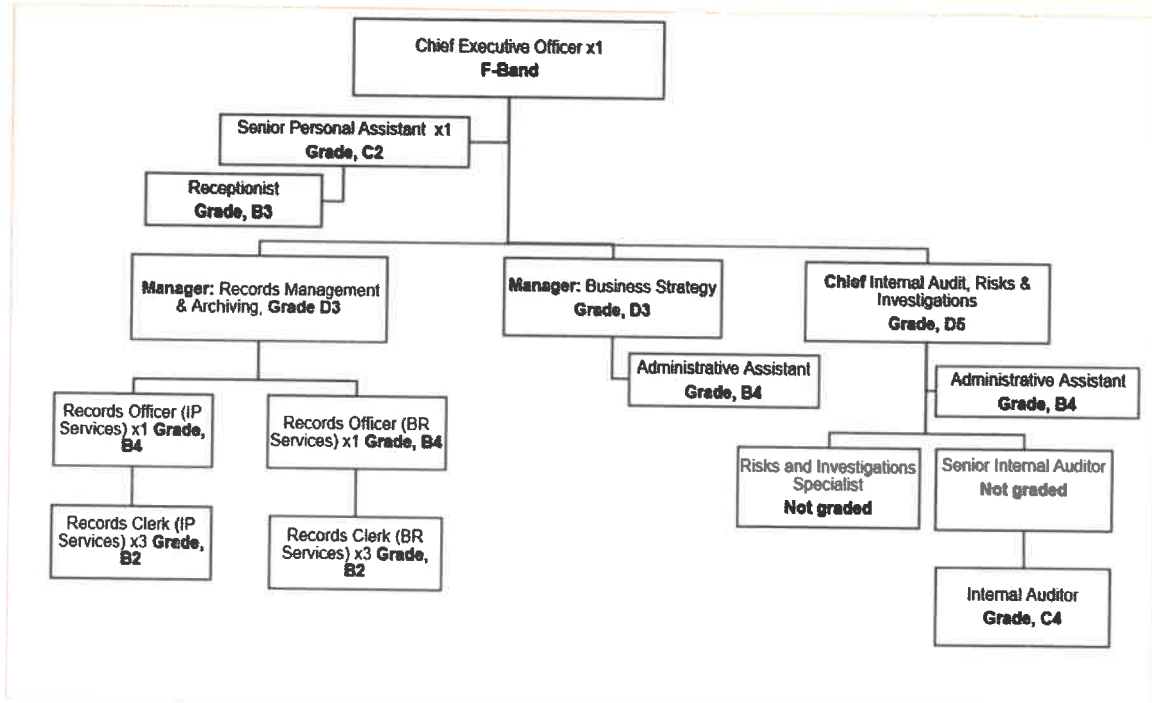 Chief Executive Officer x1
F-Band
Senior Personal Assistant x1
Grade, C2
Receptionist
Grade, B3
Manager: Records Management
& Archiving, Grade D3
Manager: Business Strategy
Grade, D3
Chief Internal Audit, Risks &
Investigations
Grade, D5
Administrative Assistant
Grade, B4
Administrative Assistant
Grade, B4
Records Officer (IP
Services) x1 Grade,
B4
Records Officer (BR
Services) x1 Grade, B4
Risks and Investigations
Specialist
Not graded
Senior Internal Auditor
Not graded
Records Clerk (IP
Services) x3 Grade,
B2
Records Clerk (BR
Services) x3 Grade,
B2
Internal Auditor
Grade, C4